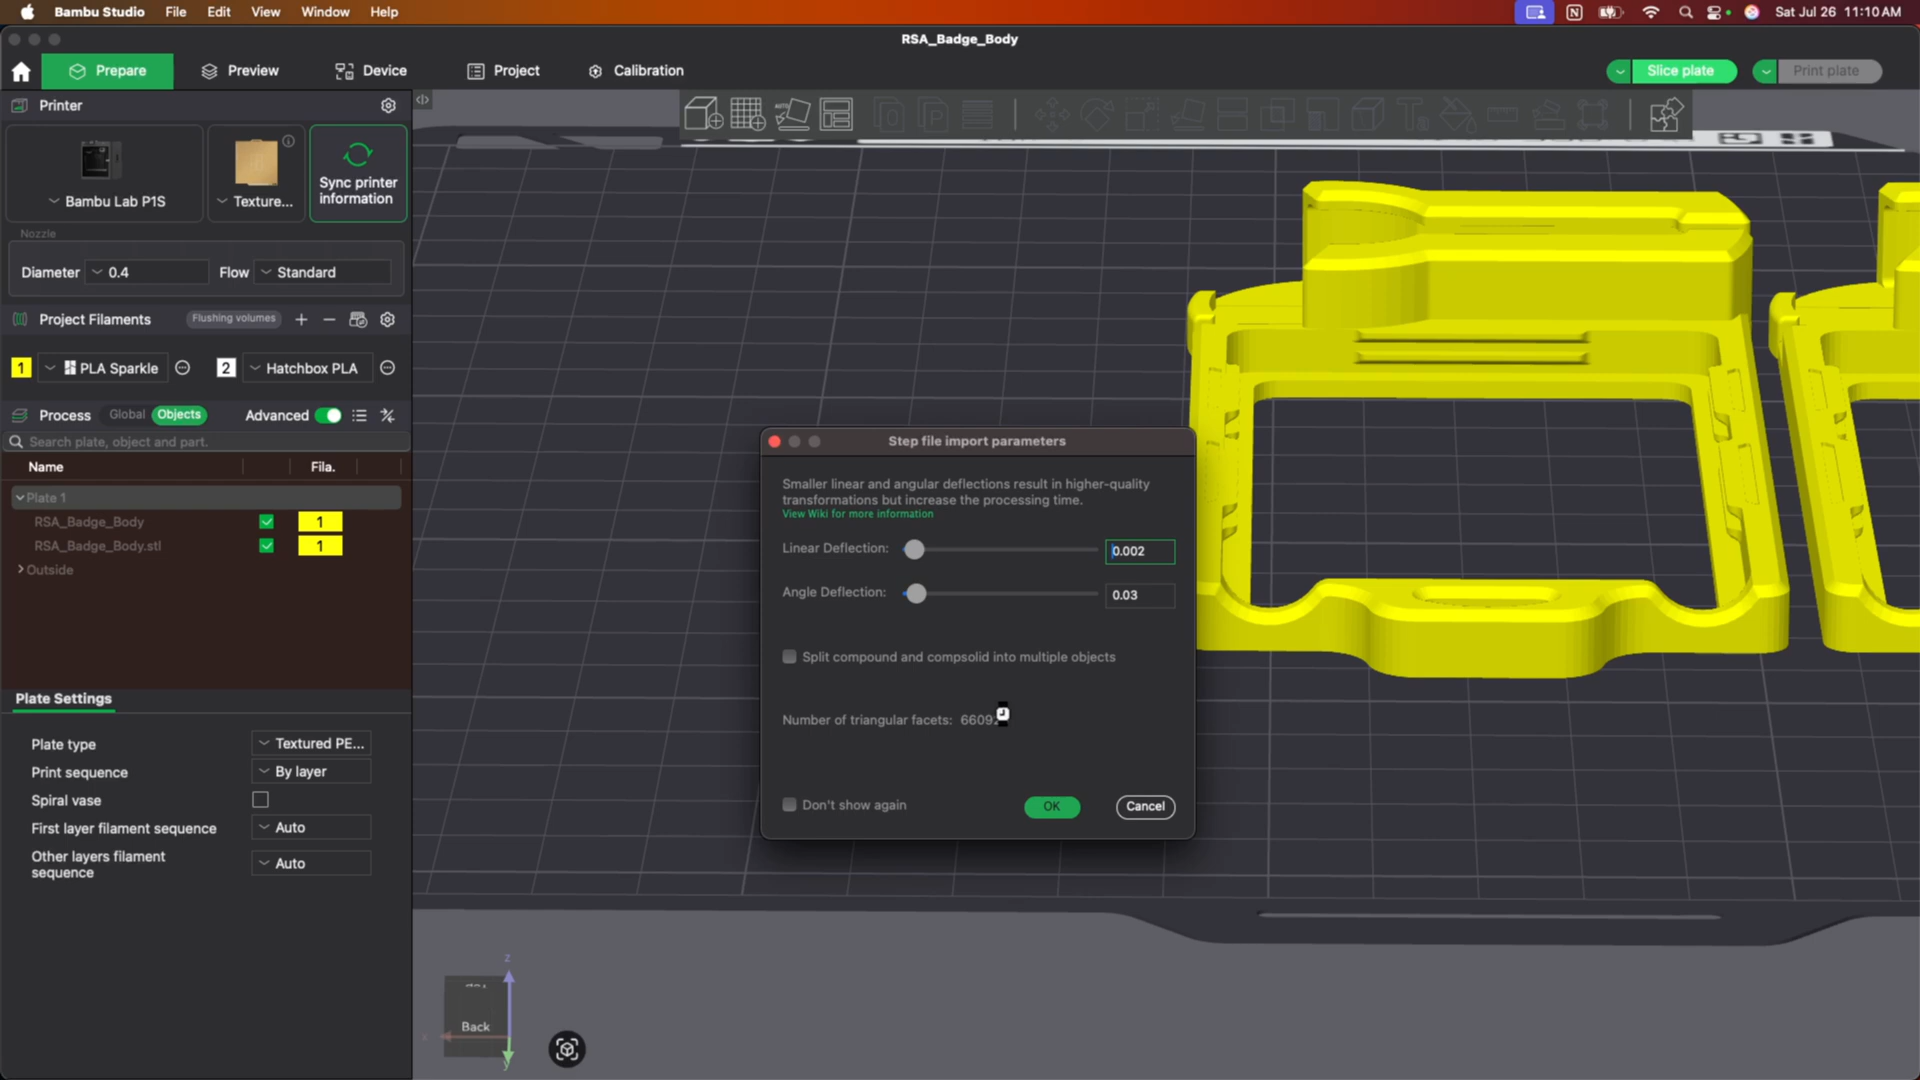 Bambu Studio File Edit View Window Help
Sat Jul 26 11:10 AM
RSA_Badge_Body
Prepare Preview Device Project Calibration
Slice plate Print plate
Printer
Bambu Lab P1S
Texture...
Sync printer
information
Nozzle
Diameter 0.4 Flow Standard
Project Filaments Flushing volumes
1 PLA Sparkle 2 Hatchbox PLA
Process Global Objects Advanced
Search plate, object and part.
Name Fila.
Plate 1
RSA_Badge_Body 1
RSA_Badge_Body.stl 1
Outside
Plate Settings
Plate type Textured PE...
Print sequence By layer
Spiral vase
First layer filament sequence Auto
Other layers filament
sequence Auto
Step file import parameters
Smaller linear and angular deflections result in higher-quality
transformations but increase the processing time.
View Wiki for more information
Linear Deflection: 0.002
Angle Deflection: 0.03
Split compound and compsolid into multiple objects
Number of triangular facets:
Don't show again OK Cancel
z
Back
x
y